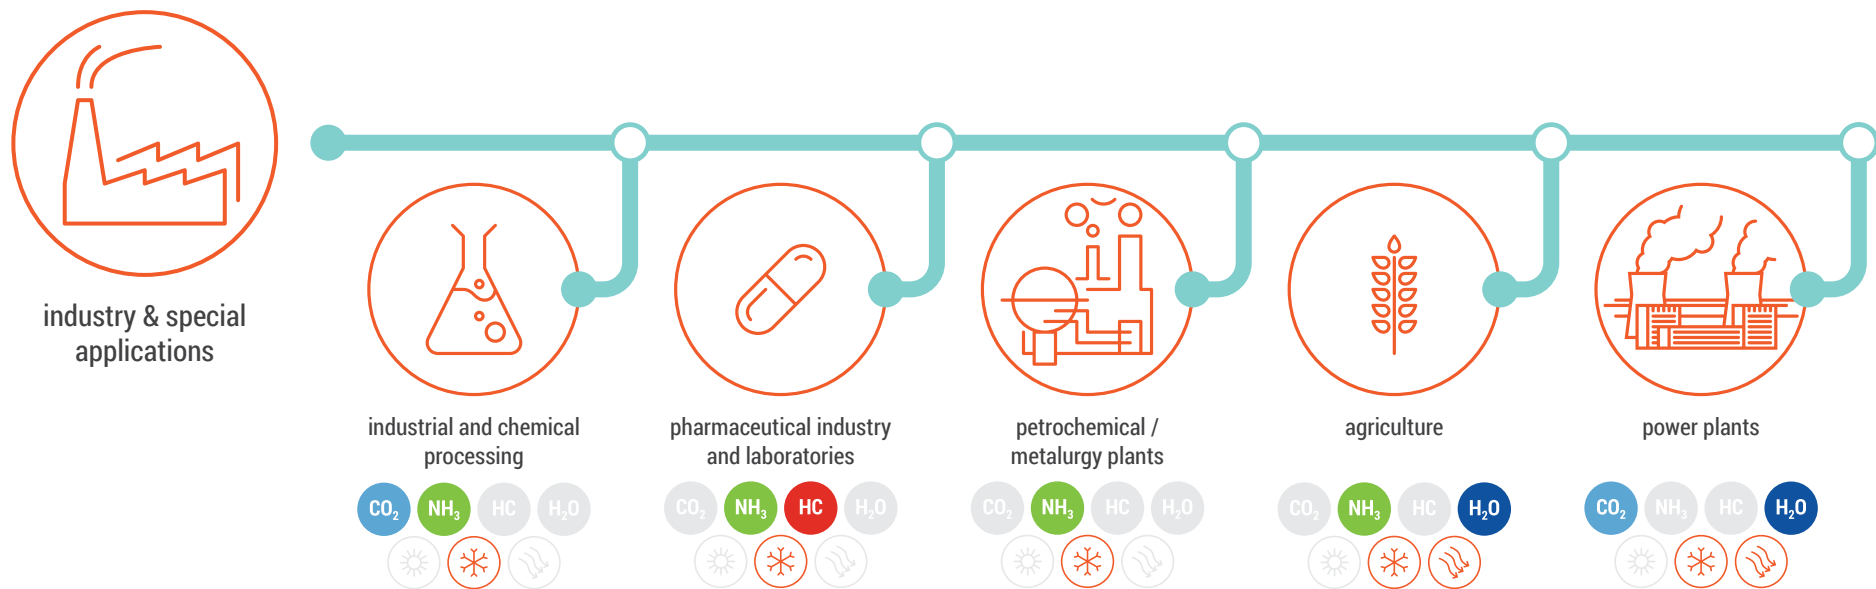 industry & special
applications
industrial and chemical
processing
CO₂ NH₃ HC H₂O
pharmaceutical industry
and laboratories
CO₂ NH₃ HC H₂O
petrochemical /
metalurgy plants
CO₂ NH₃ HC H₂O
agriculture
CO₂ NH₃ HC H₂O
power plants
CO₂ NH₃ HC H₂O